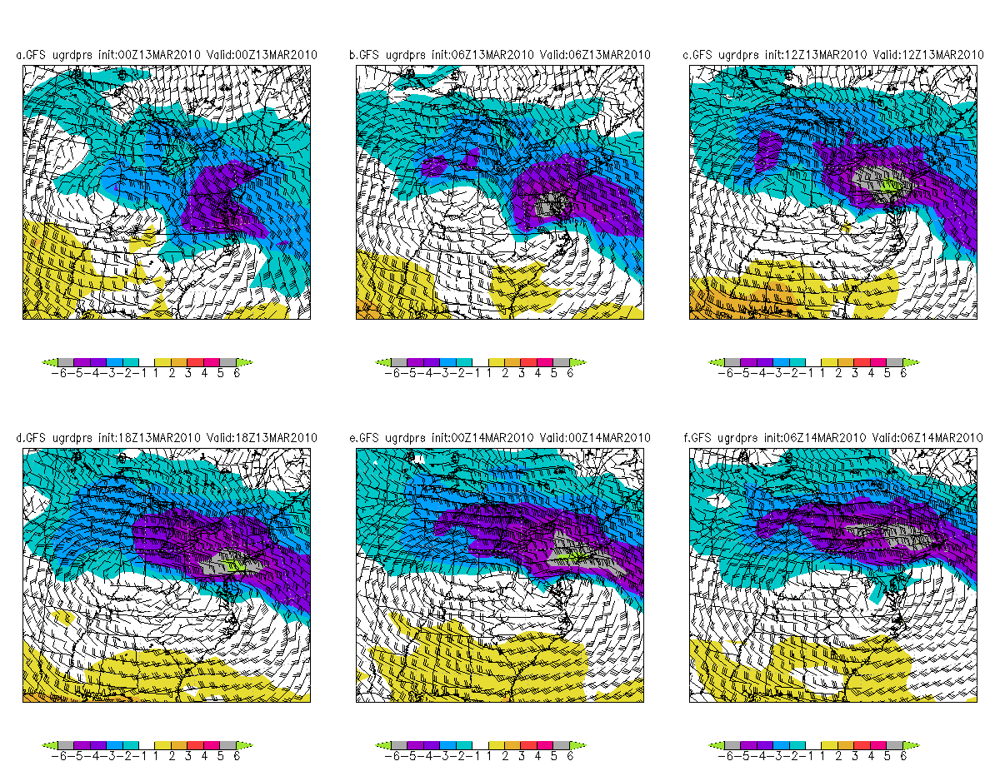 a.GFS ugrdprs init:00Z13MAR2010 Valid:00Z13MAR2010
b.GFS ugrdprs init:06Z13MAR2010 Valid:06Z13MAR2010
c.GFS ugrdprs init:12Z13MAR2010 Valid:12Z13MAR2010
-6-5-4-3-2-1 1 2 3 4 5 6
-6-5-4-3-2-1 1 2 3 4 5 6
-6-5-4-3-2-1 1 2 3 4 5 6
d.GFS ugrdprs init:18Z13MAR2010 Valid:18Z13MAR2010
e.GFS ugrdprs init:00Z14MAR2010 Valid:00Z14MAR2010
f.GFS ugrdprs init:06Z14MAR2010 Valid:06Z14MAR2010
-6-5-4-3-2-1 1 2 3 4 5 6
-6-5-4-3-2-1 1 2 3 4 5 6
-6-5-4-3-2-1 1 2 3 4 5 6